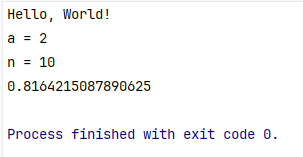 Hello, World!
a = 2
n = 10
0.8164215087890625
Process finished with exit code 0.